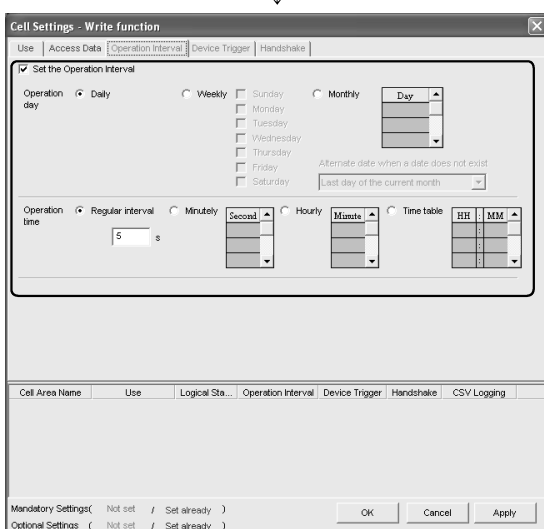 Cell Settings - Write function
Use Access Data Operation Interval Device Trigger Handshake
Set the Operation Interval
Operation day Daily Weekly Sunday Monthly Day
Monday
Tuesday
Wednesday
Thursday
Friday Alternate date when a date does not exist
Saturday Last day of the current month
Operation time Regular interval Minutely Second Hourly Minute Time table HH : MM
5 s :
:
:
Cell Area Name Use Logical Sta... Operation Interval Device Trigger Handshake CSV Logging
Mandatory Settings( Not set / Set already )
OK Cancel Apply
Optional Settings ( Not set / Set already )